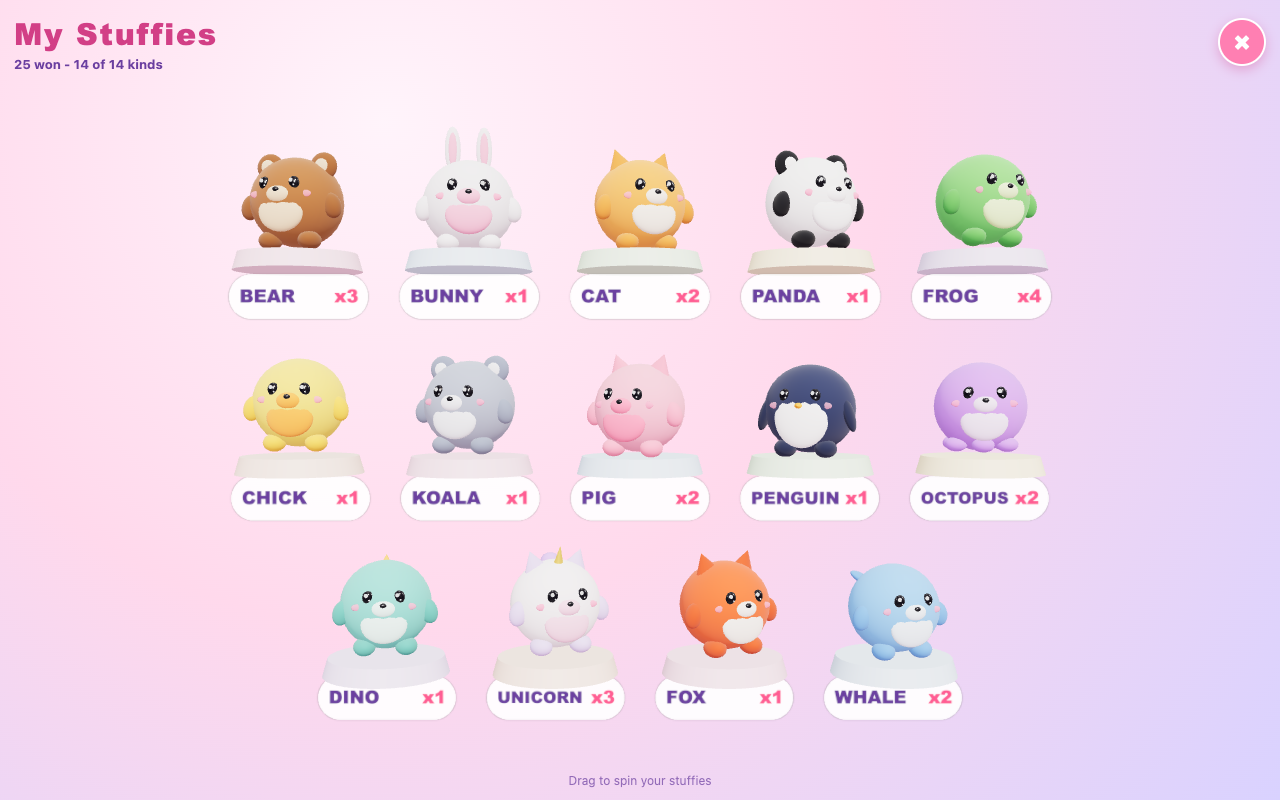 My Stuffies
25 won - 14 of 14 kinds
✖
BEAR x3
BUNNY x1
CAT x2
PANDA x1
FROG x4
CHICK x1
KOALA x1
PIG x2
PENGUIN x1
OCTOPUS x2
DINO x1
UNICORN x3
FOX x1
WHALE x2
Drag to spin your stuffies